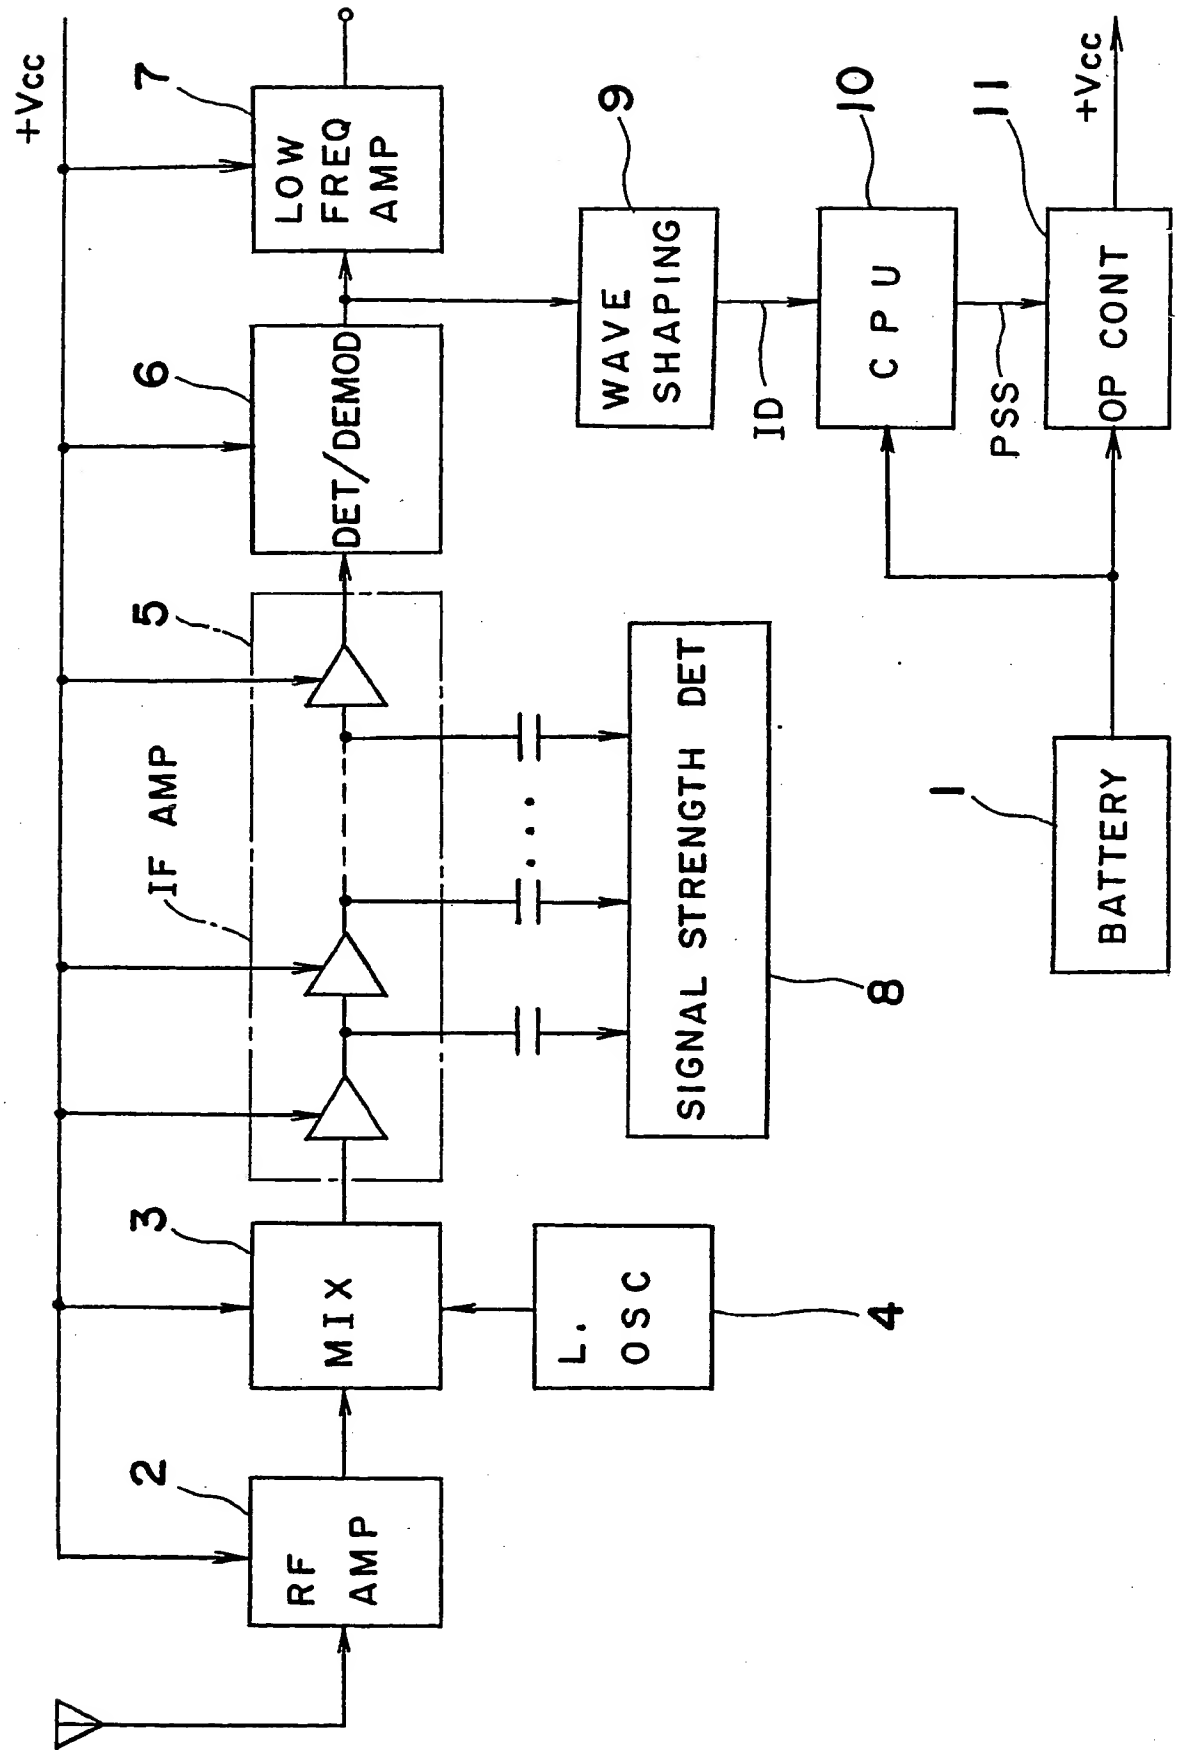 +Vcc
2
RF
AMP
3
MIX
L.
OSC
4
IF AMP
5
6
DET/DEMOD
7
LOW
FREQ
AMP
SIGNAL STRENGTH DET
8
9
WAVE
SHAPING
ID
10
CPU
PSS
11
OP CONT
+Vcc
1
BATTERY